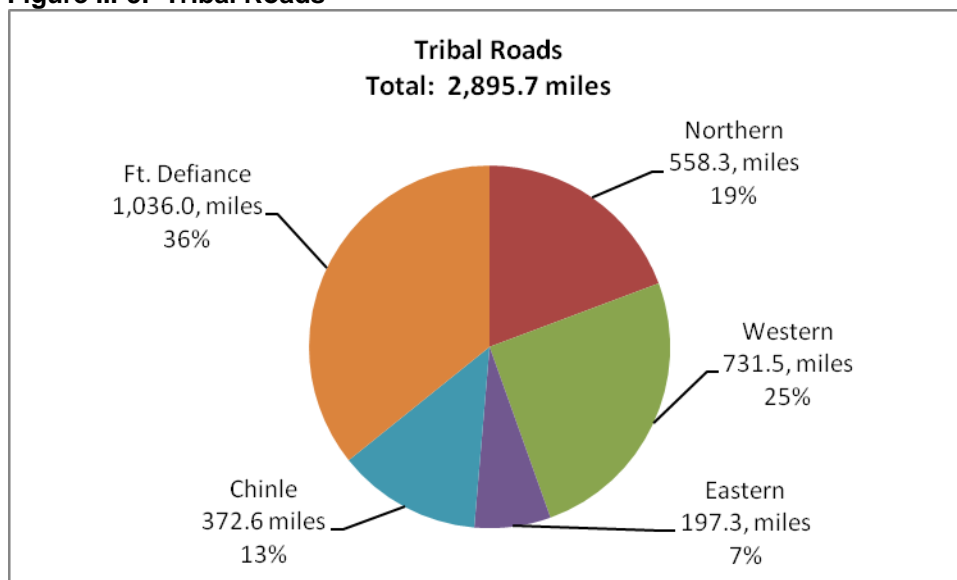 Tribal Roads
Total: 2,895.7 miles
Northern
558.3, miles
19%
Ft. Defiance
1,036.0, miles
36%
Western
731.5, miles
25%
Chinle
372.6 miles
13%
Eastern
197.3, miles
7%